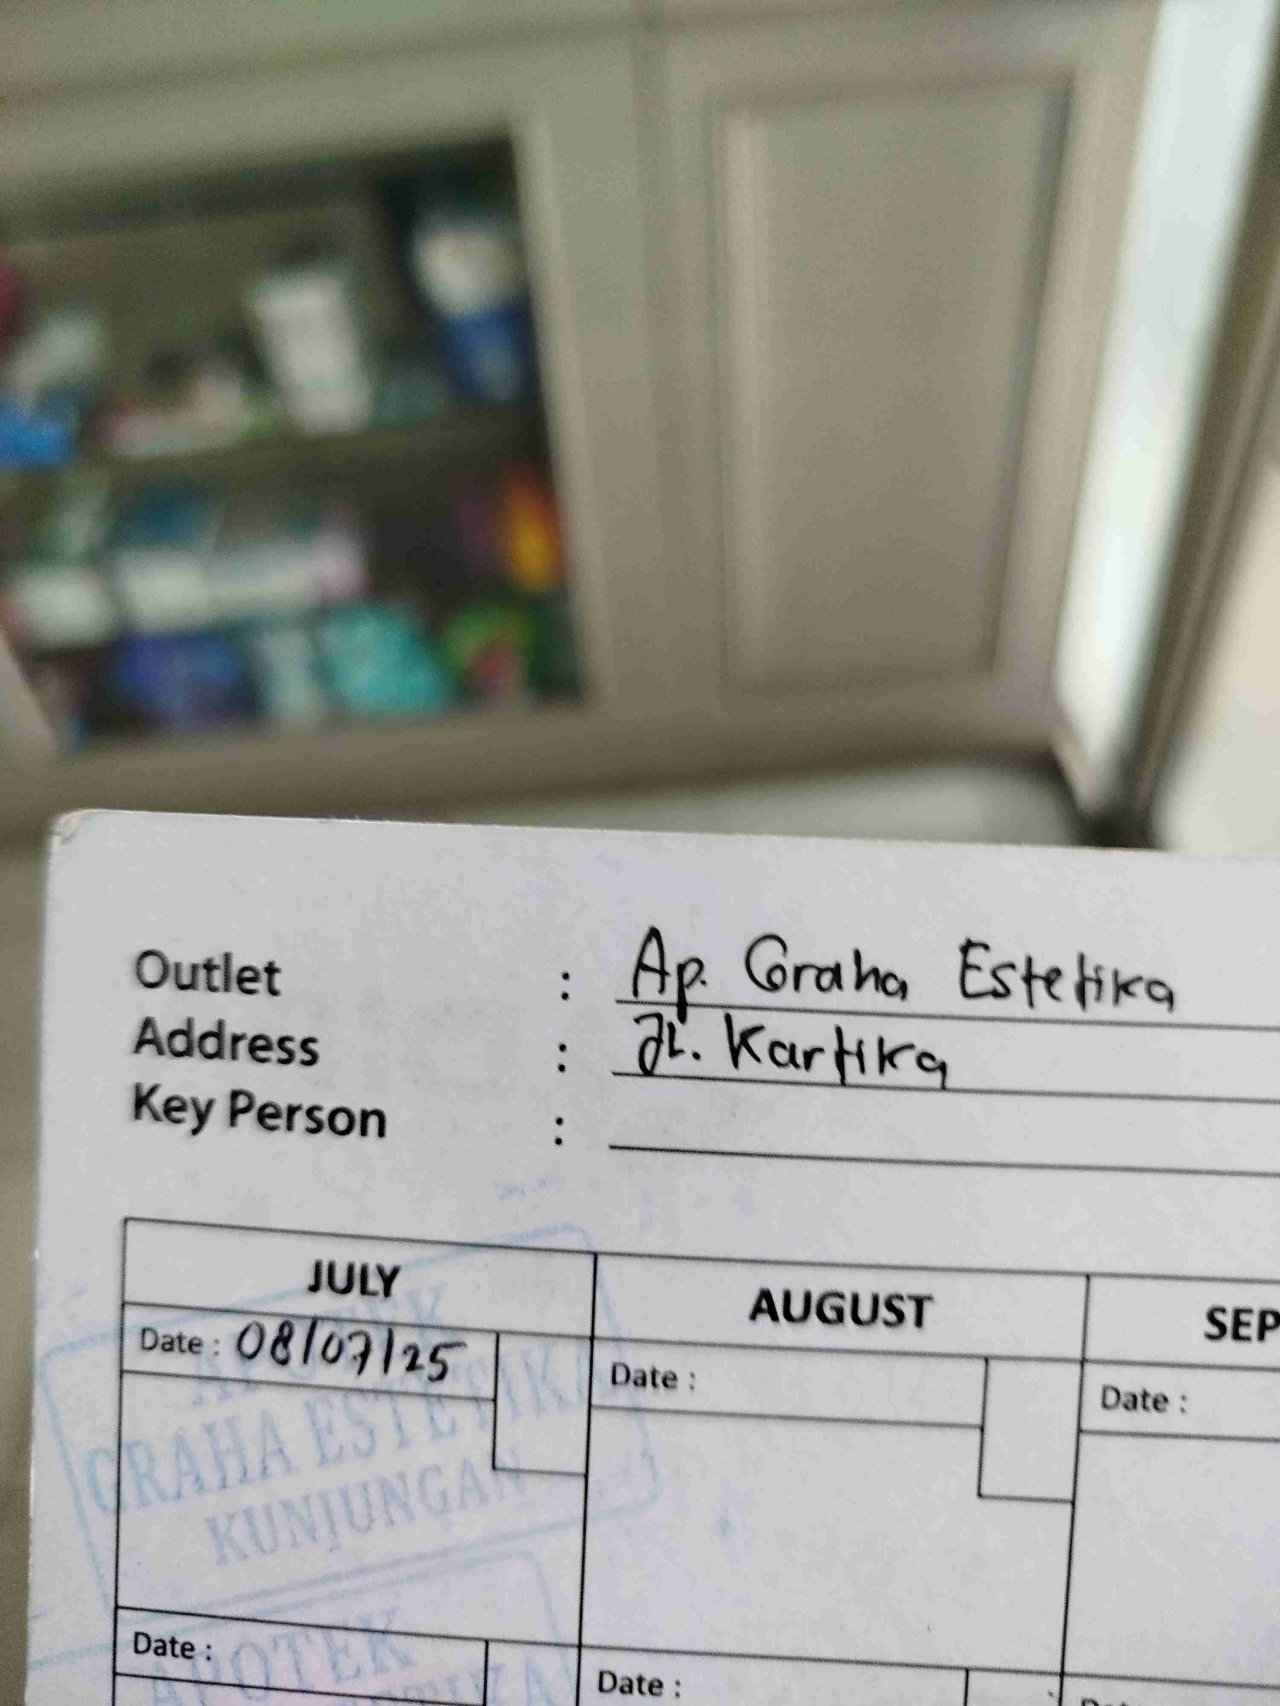 Outlet : Ap. Graha Estetika
Address : Jl. Kartika
Key Person :
JULY AUGUST SEP
Date : 08/07/25 Date : Date :
APOTEK
GRAHA ESTETIKA
KUNJUNGAN
Date : Date :
APOTEK